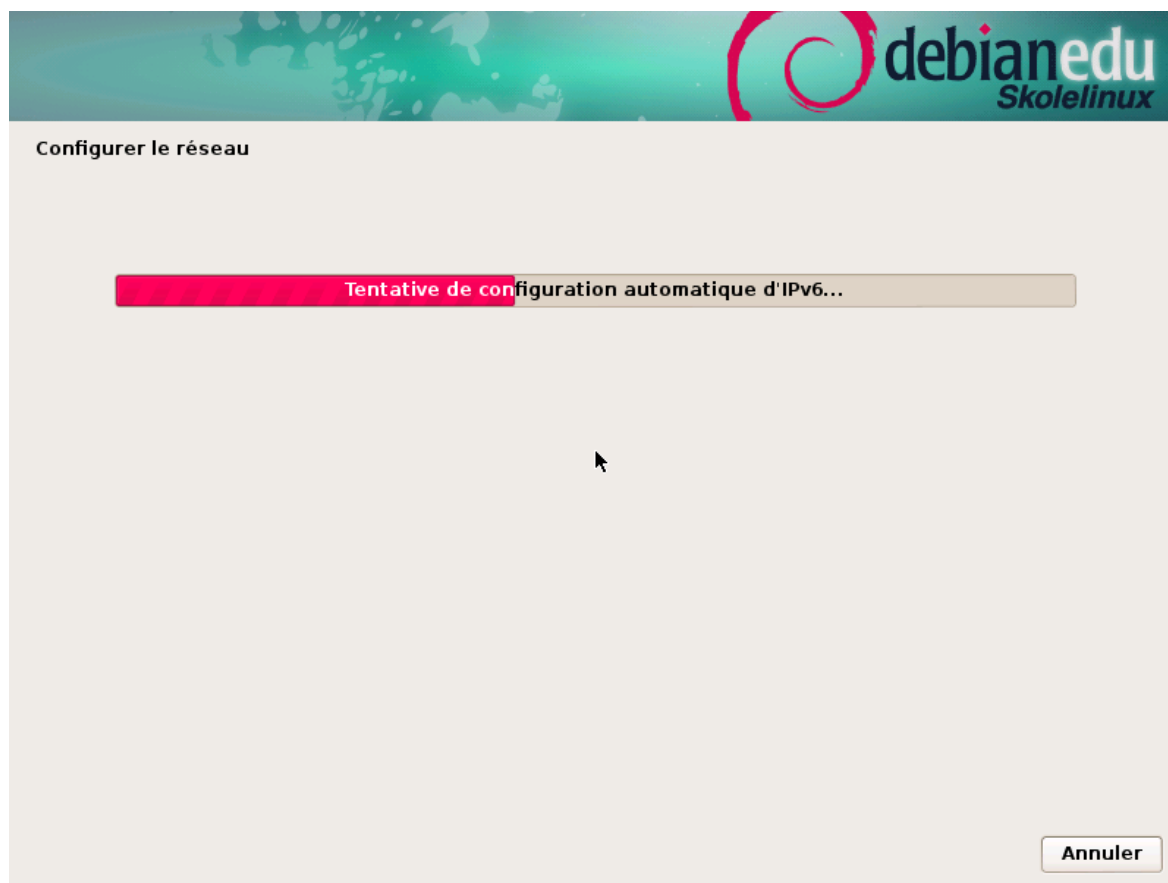 debianedu
Skolelinux
Configurer le réseau
Tentative de configuration automatique d'IPv6...
Annuler